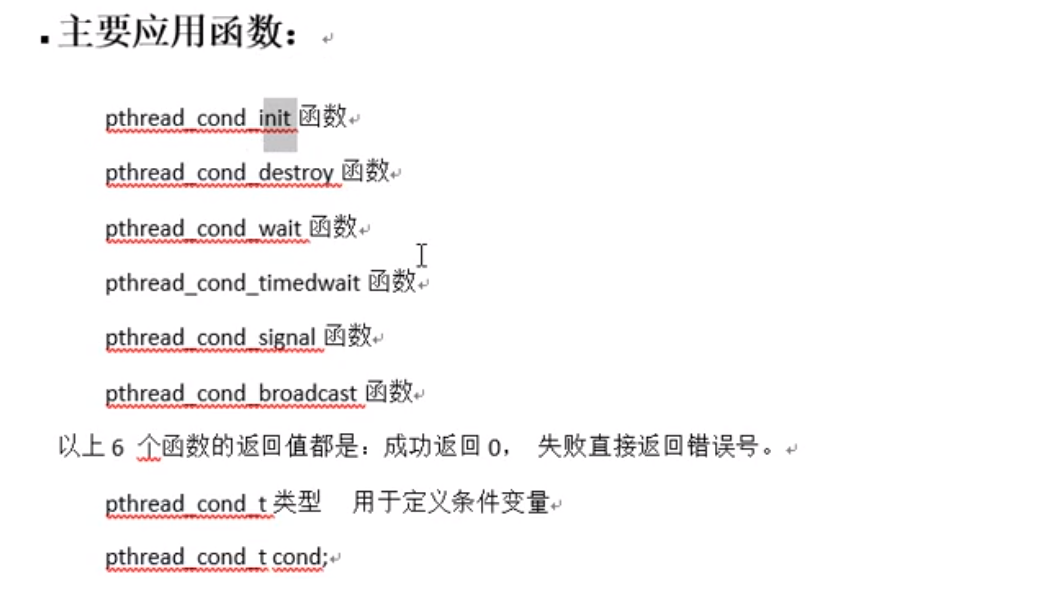 ▪主要应用函数：
pthread_cond_init 函数
pthread_cond_destroy 函数
pthread_cond_wait 函数
pthread_cond_timedwait 函数
pthread_cond_signal 函数
pthread_cond_broadcast 函数
以上 6 个函数的返回值都是：成功返回 0， 失败直接返回错误号。
pthread_cond_t 类型 用于定义条件变量
pthread_cond_t cond;